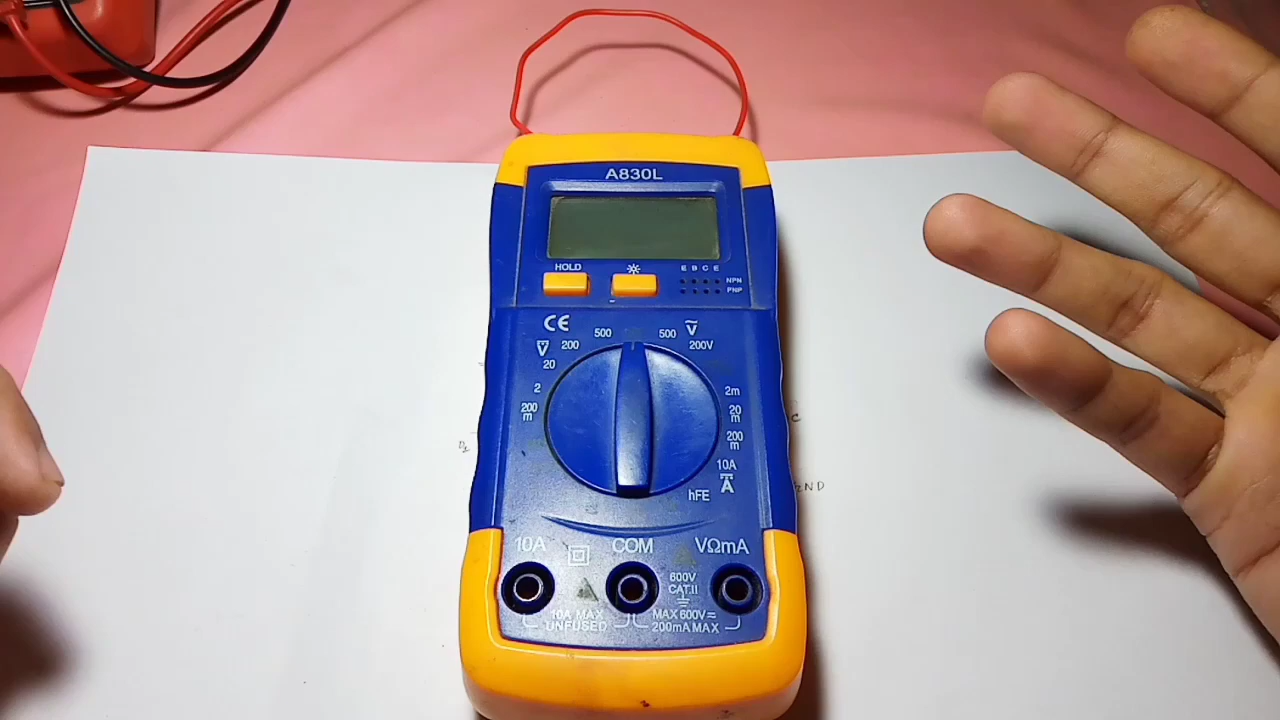 A830L
HOLD
E B C E
NPN
PNP
CE
500
500
V
V
200
200V
20
2
2m
200
m
20
m
200
m
10A
A
hFE
10A
COM
VΩmA
600V
CAT.II
10A MAX
UNFUSED
MAX 600V
200mA MAX